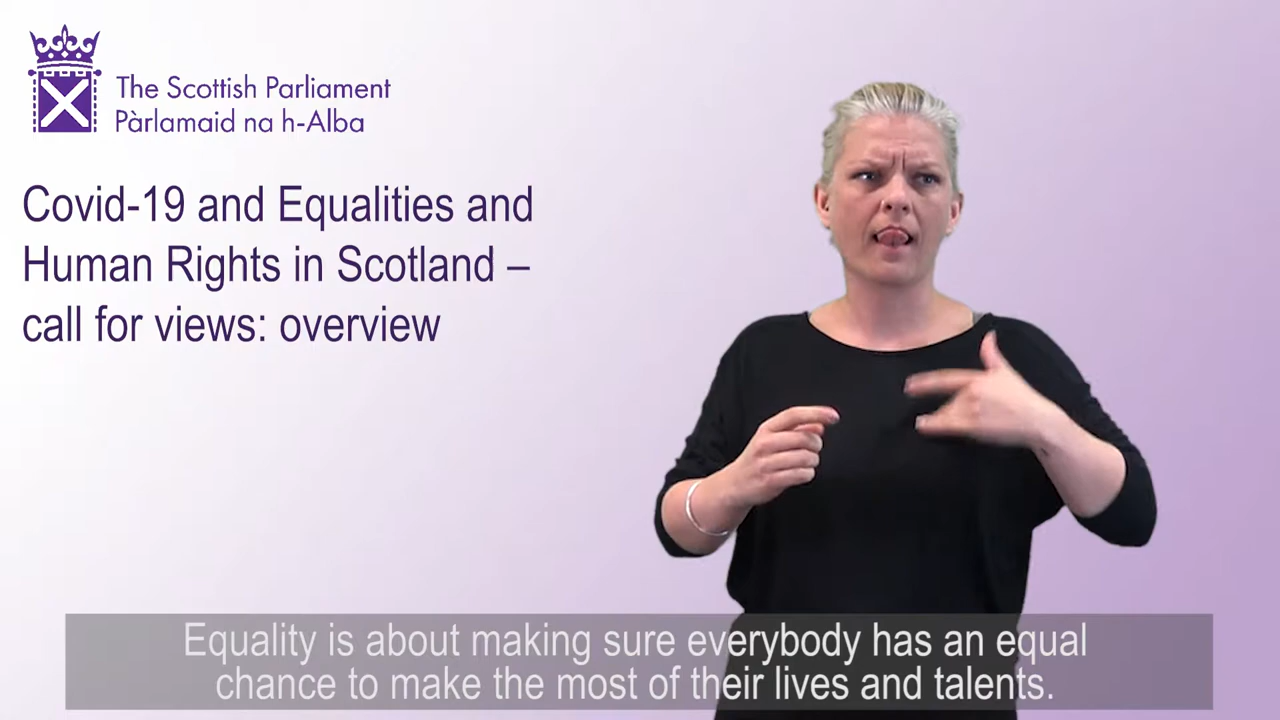 The Scottish Parliament
Pàrlamaid na h-Alba
Covid-19 and Equalities and
Human Rights in Scotland –
call for views: overview
Equality is about making sure everybody has an equal
chance to make the most of their lives and talents.